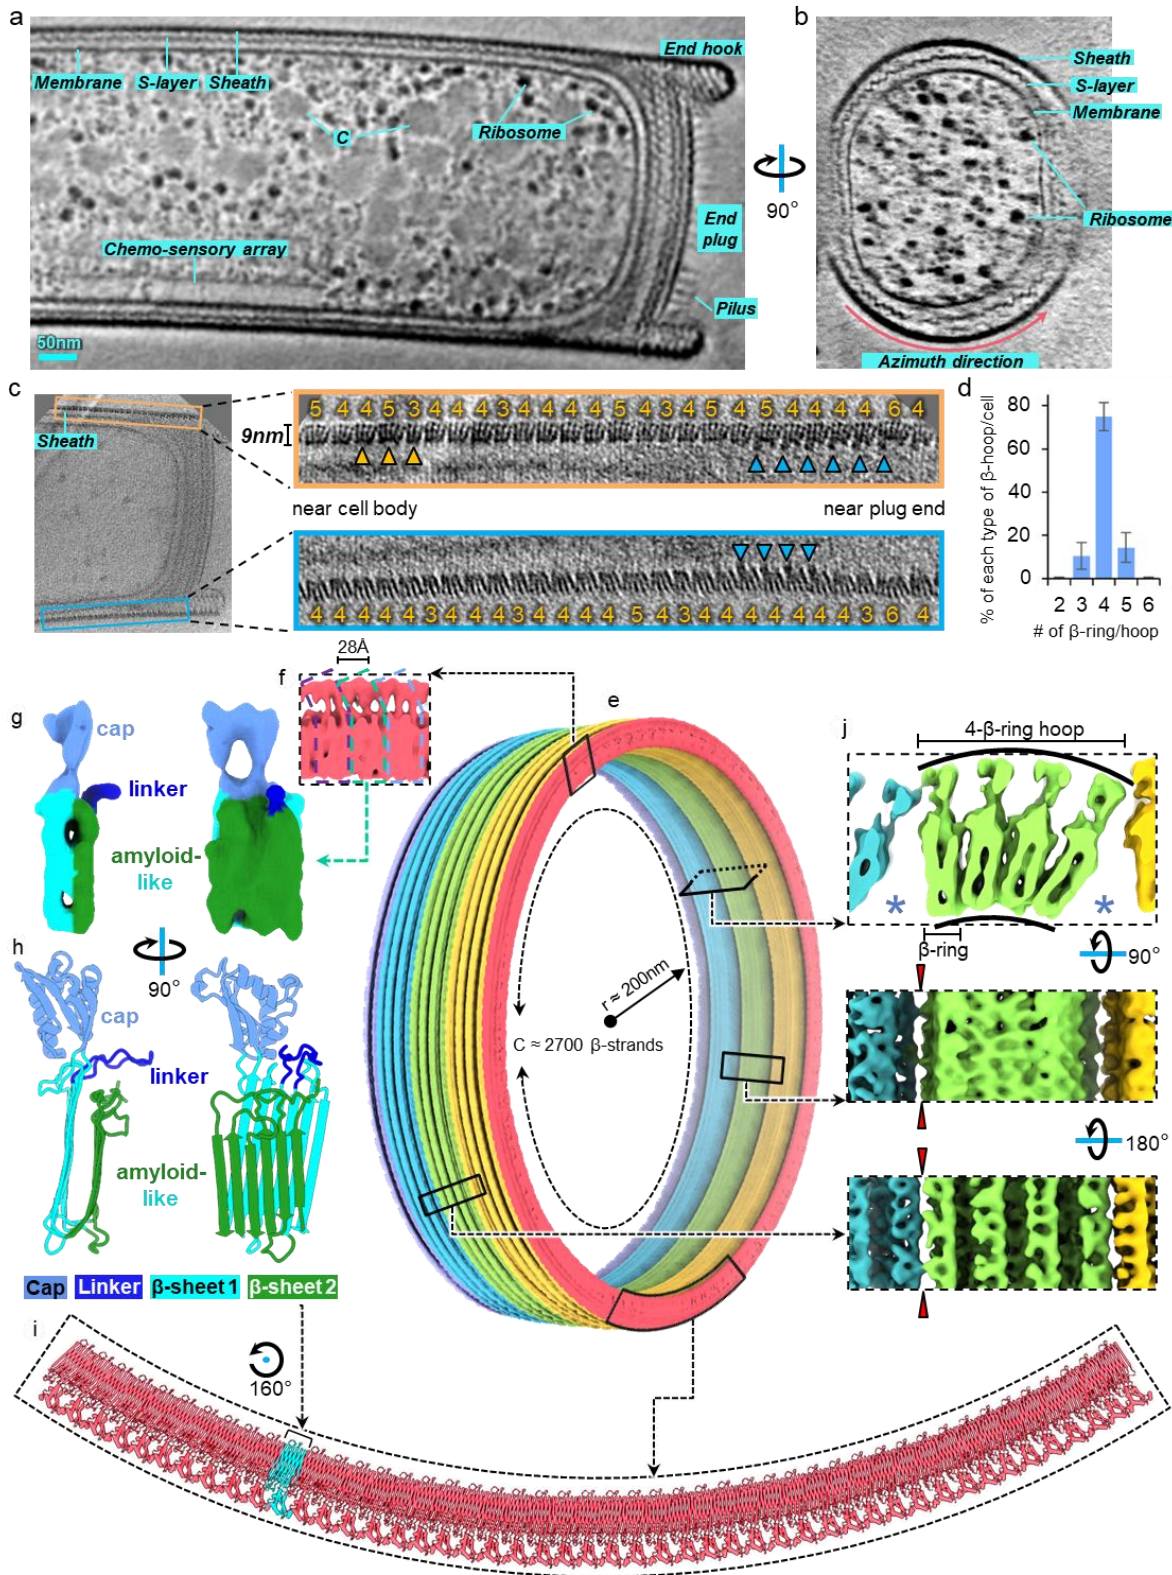 a
Membrane
S-layer
Sheath
C
Ribosome
End hook
End
plug
Chemo-sensory array
Pilus
50nm
90°
b
Sheath
S-layer
Membrane
Ribosome
Azimuth direction
c
Sheath
9nm
5 4 4 5 3 4 4 4 4 4 4 3 4 3 4 5 4 5 4 4 4 4 6 4
near cell body
near plug end
4 4 4 4 4 3 4 4 4 3 4 4 4 4 4 3 4 4 4 4 4 4 3 6 4
d
% of each type of β-hoop/cell
80
60
40
20
0
2 3 4 5 6
# of β-ring/hoop
e
r ≈ 200nm
C ≈ 2700 β-strands
f
28Å
g
cap
linker
amyloid-
like
90°
h
cap
linker
amyloid-
like
Cap
Linker
β-sheet 1
β-sheet 2
i
160°
j
4-β-ring hoop
*
*
β-ring
90°
180°